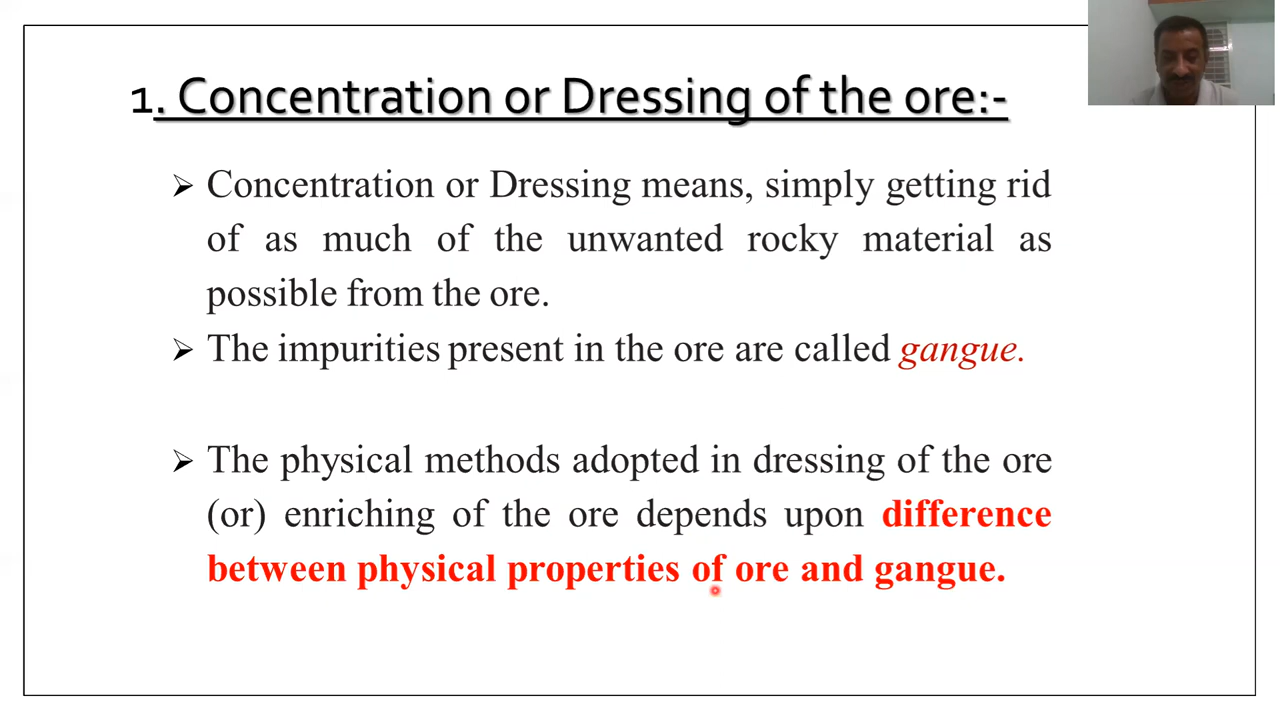 1. Concentration or Dressing of the ore:-
➢ Concentration or Dressing means, simply getting rid
of as much of the unwanted rocky material as
possible from the ore.
➢ The impurities present in the ore are called gangue.
➢ The physical methods adopted in dressing of the ore
(or) enriching of the ore depends upon difference
between physical properties of ore and gangue.